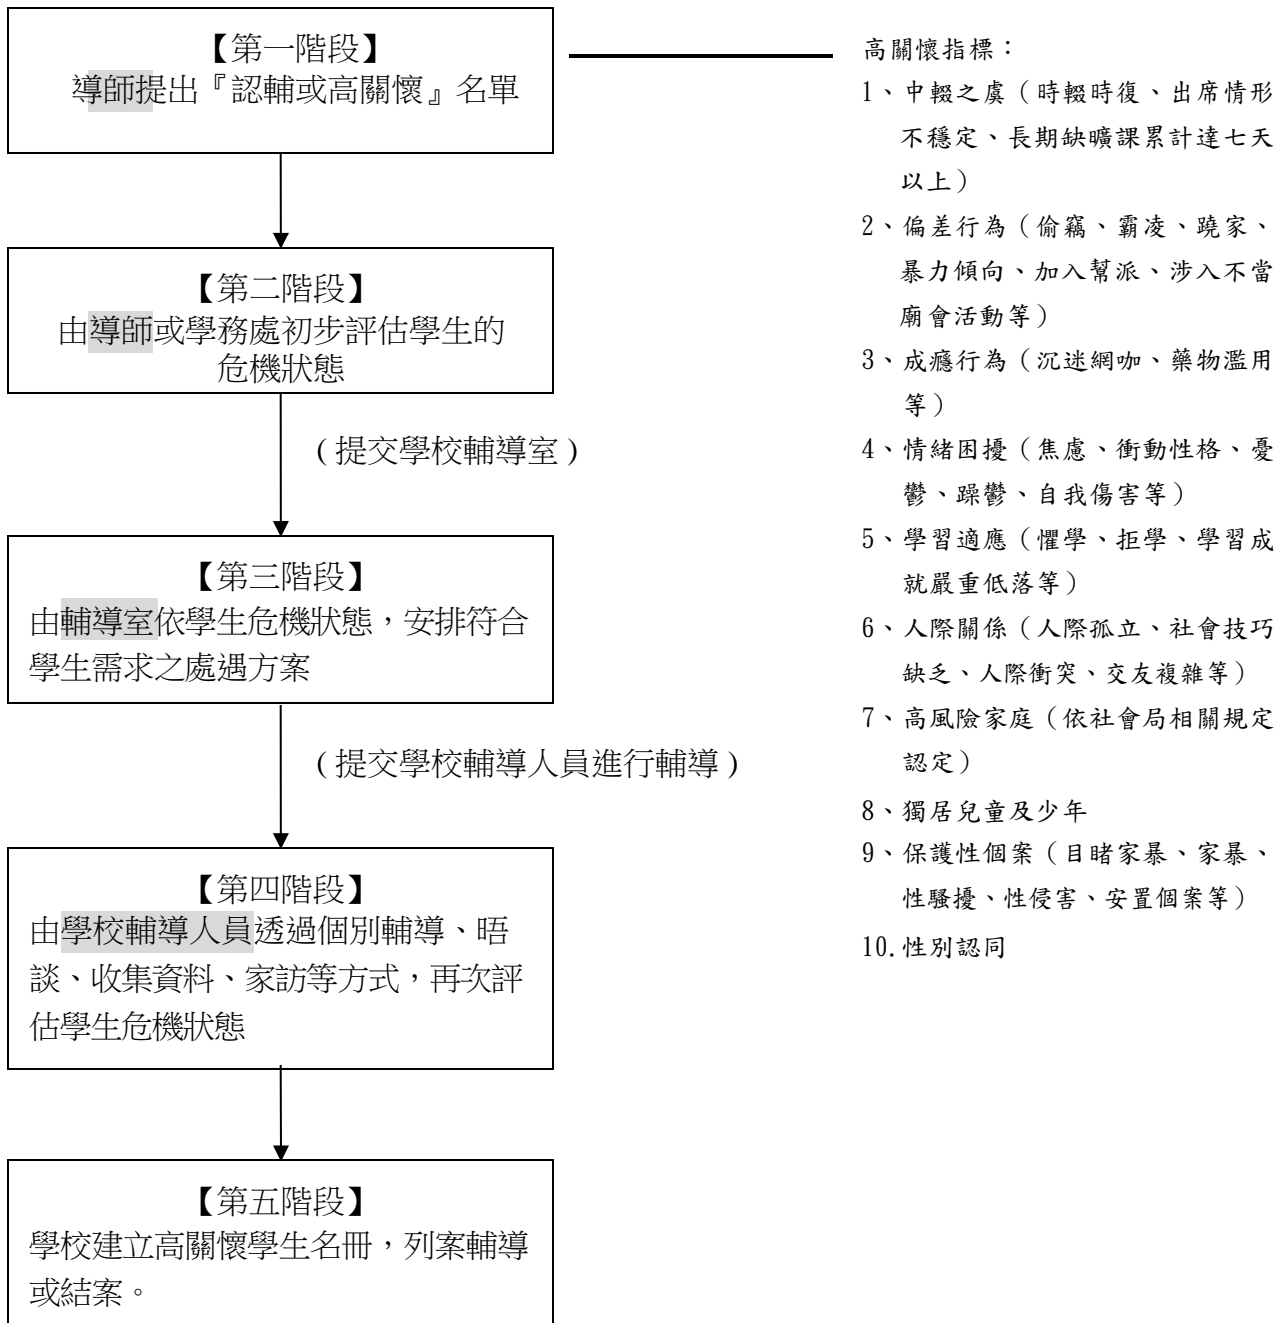 【第一階段】
導師提出『認輔或高關懷』名單
【第二階段】
由導師或學務處初步評估學生的
危機狀態
（提交學校輔導室）
【第三階段】
由輔導室依學生危機狀態，安排符合
學生需求之處遇方案
（提交學校輔導人員進行輔導）
【第四階段】
由學校輔導人員透過個別輔導、晤
談、收集資料、家訪等方式，再次評
估學生危機狀態
【第五階段】
學校建立高關懷學生名冊，列案輔導
或結案。
高關懷指標：
1、中輟之虞（時輟時復、出席情形
不穩定、長期缺曠課累計達七天
以上）
2、偏差行為（偷竊、霸凌、蹺家、
暴力傾向、加入幫派、涉入不當
廟會活動等）
3、成癮行為（沉迷網咖、藥物濫用
等）
4、情緒困擾（焦慮、衝動性格、憂
鬱、躁鬱、自我傷害等）
5、學習適應（懼學、拒學、學習成
就嚴重低落等）
6、人際關係（人際孤立、社會技巧
缺乏、人際衝突、交友複雜等）
7、高風險家庭（依社會局相關規定
認定）
8、獨居兒童及少年
9、保護性個案（目睹家暴、家暴、
性騷擾、性侵害、安置個案等）
10.性別認同